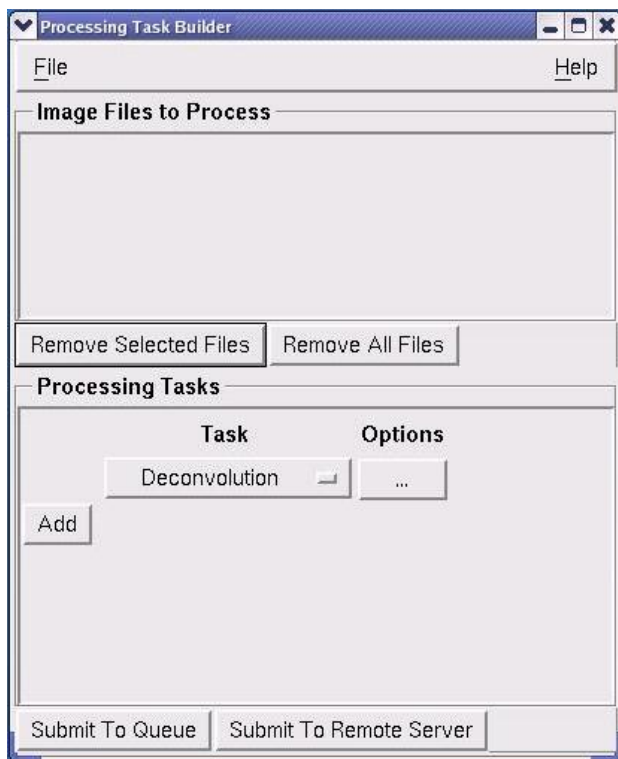 Processing Task Builder
File Help
Image Files to Process
Remove Selected Files Remove All Files
Processing Tasks
Task Options
Deconvolution ...
Add
Submit To Queue Submit To Remote Server